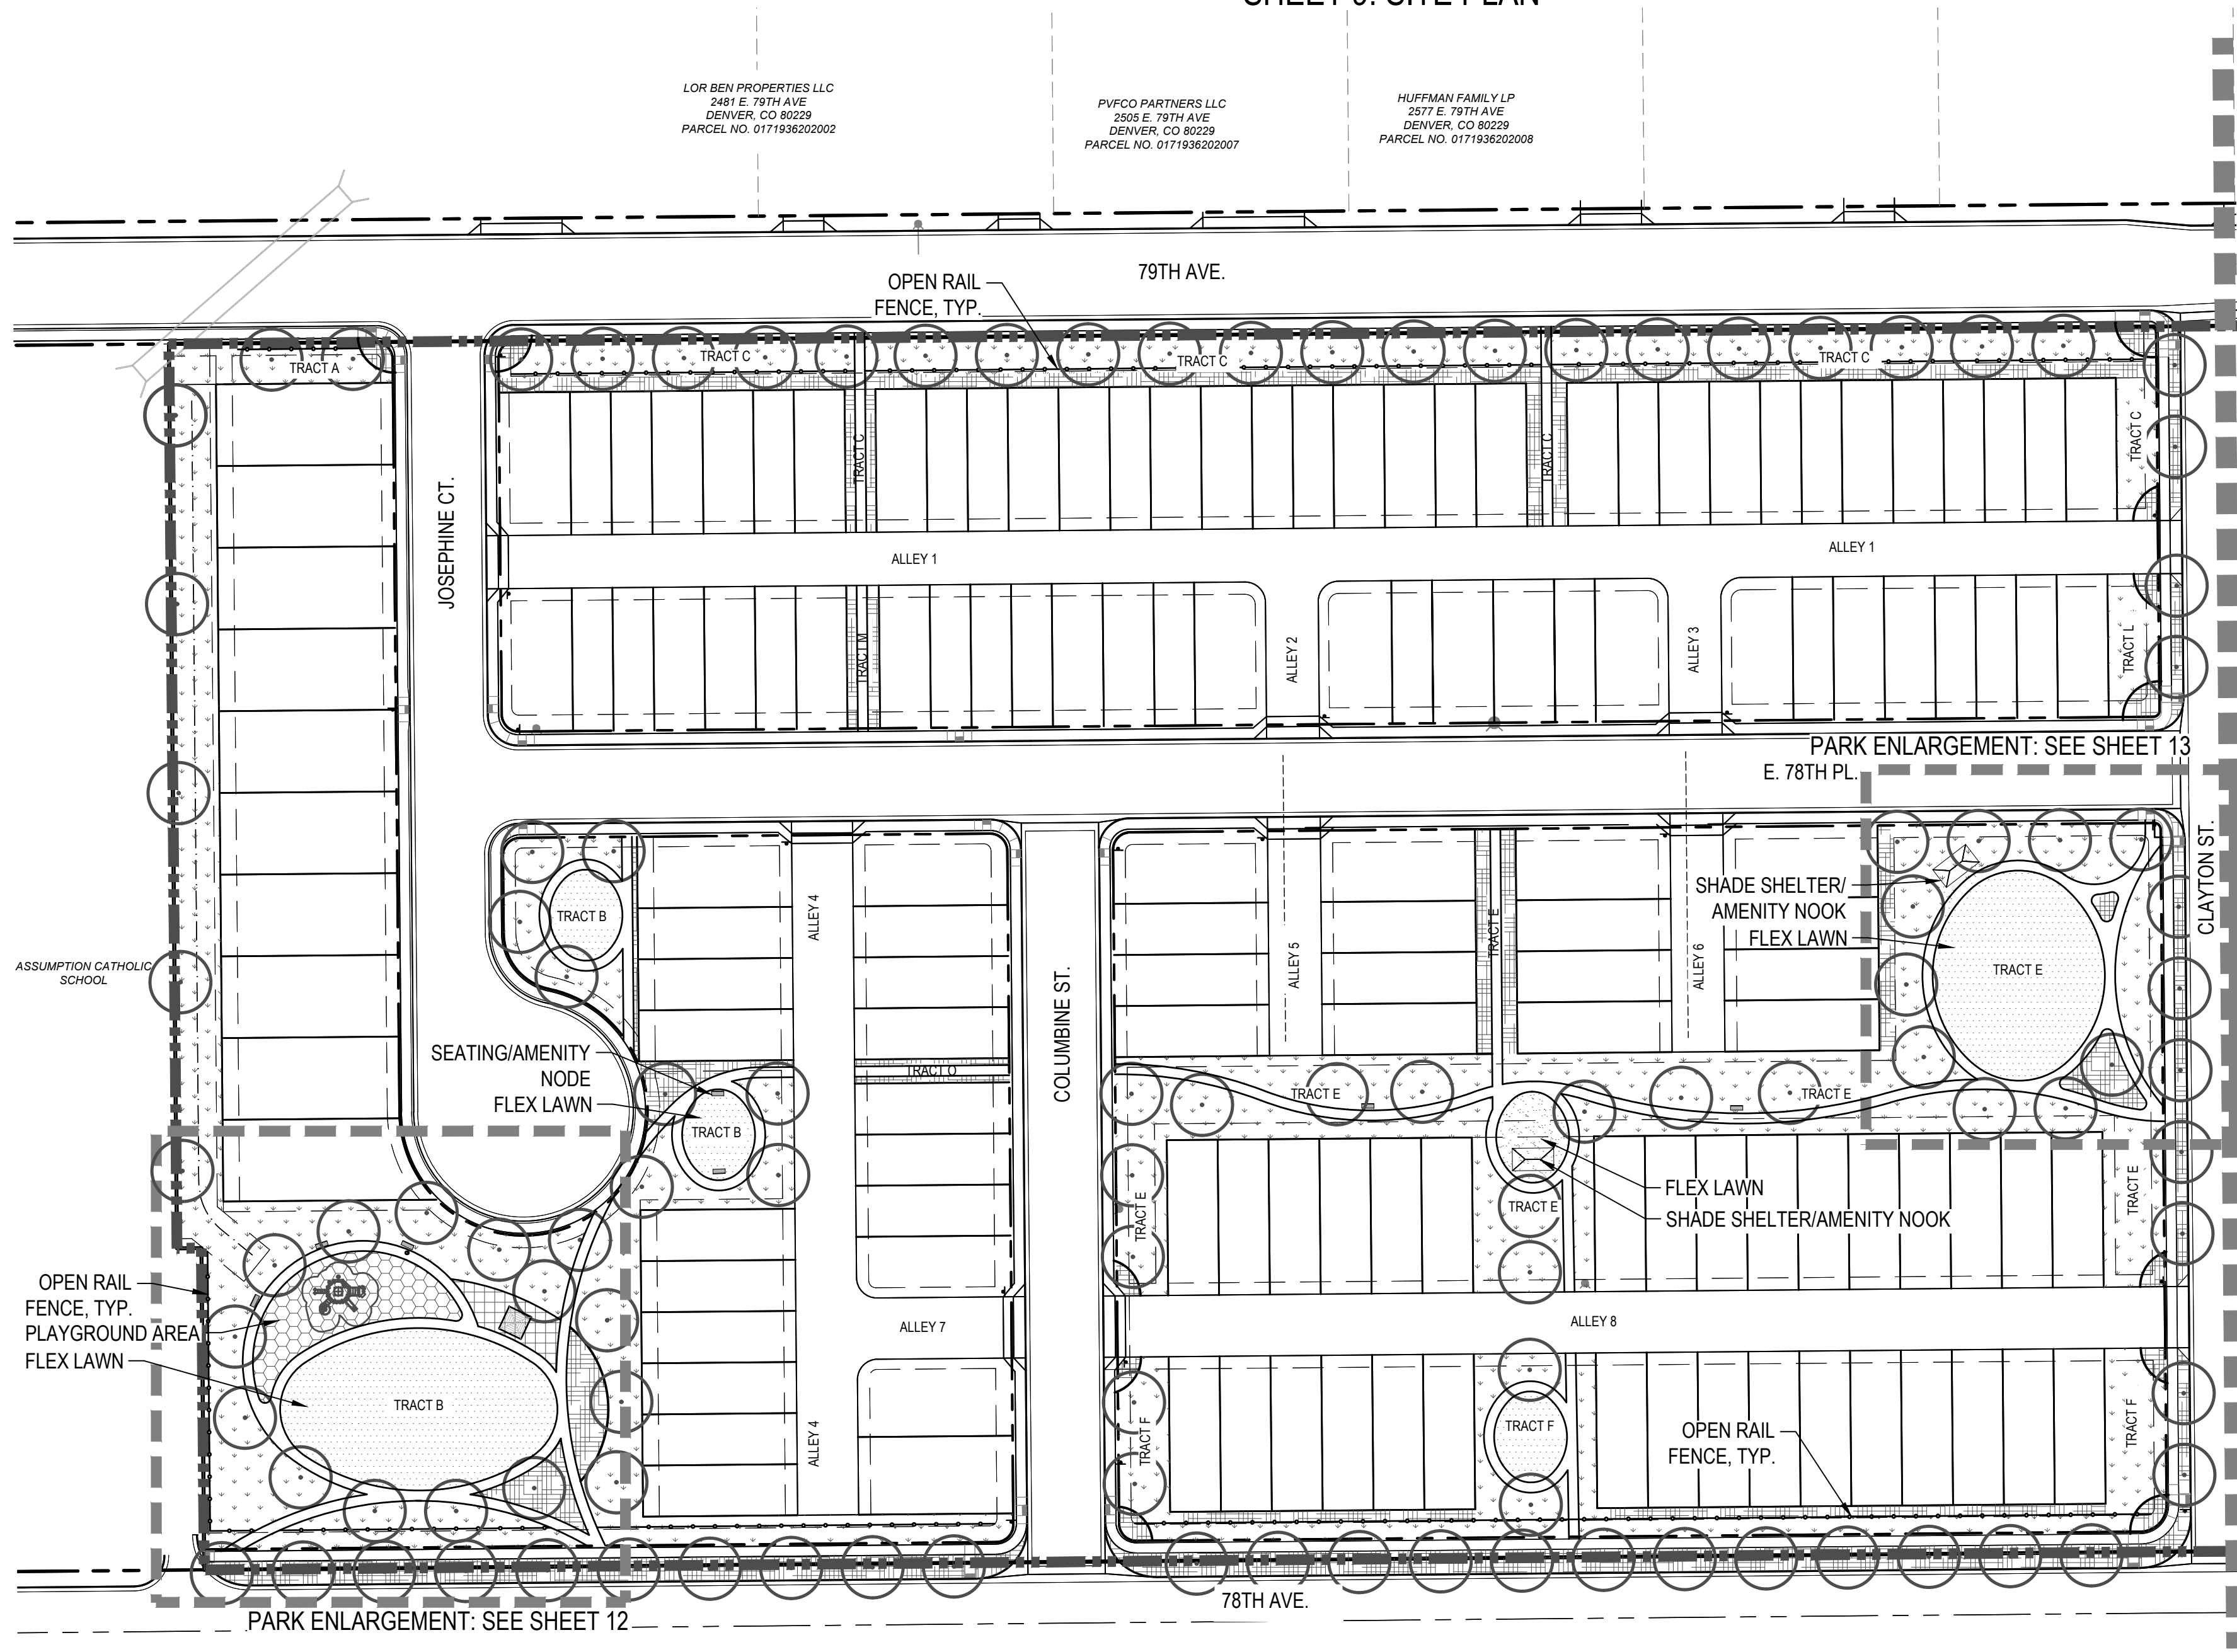 SHEET 9: SITE PLAN
LOR BEN PROPERTIES LLC
2481 E. 79TH AVE
DENVER, CO 80229
PARCEL NO. 0171936202002
PVFCO PARTNERS LLC
2505 E. 79TH AVE
DENVER, CO 80229
PARCEL NO. 0171936202007
HUFFMAN FAMILY LP
2577 E. 79TH AVE
DENVER, CO 80229
PARCEL NO. 0171936202008
79TH AVE.
OPEN RAIL
FENCE, TYP.
TRACT A
TRACT C
TRACT C
TRACT C
TRACT C
TRACT C
TRACT C
JOSEPHINE CT.
ALLEY 1
ALLEY 1
TRACT M
ALLEY 2
ALLEY 3
TRACT L
PARK ENLARGEMENT: SEE SHEET 13
E. 78TH PL.
CLAYTON ST.
SHADE SHELTER/
AMENITY NOOK
FLEX LAWN
TRACT B
ALLEY 4
TRACT E
ALLEY 5
ALLEY 6
TRACT E
ASSUMPTION CATHOLIC
SCHOOL
COLUMBINE ST.
SEATING/AMENITY
NODE
FLEX LAWN
TRACT O
TRACT B
TRACT E
TRACT E
FLEX LAWN
SHADE SHELTER/AMENITY NOOK
TRACT E
TRACT E
TRACT E
OPEN RAIL
FENCE, TYP.
PLAYGROUND AREA
FLEX LAWN
ALLEY 7
ALLEY 8
TRACT B
ALLEY 4
TRACT F
TRACT F
TRACT F
OPEN RAIL
FENCE, TYP.
78TH AVE.
PARK ENLARGEMENT: SEE SHEET 12